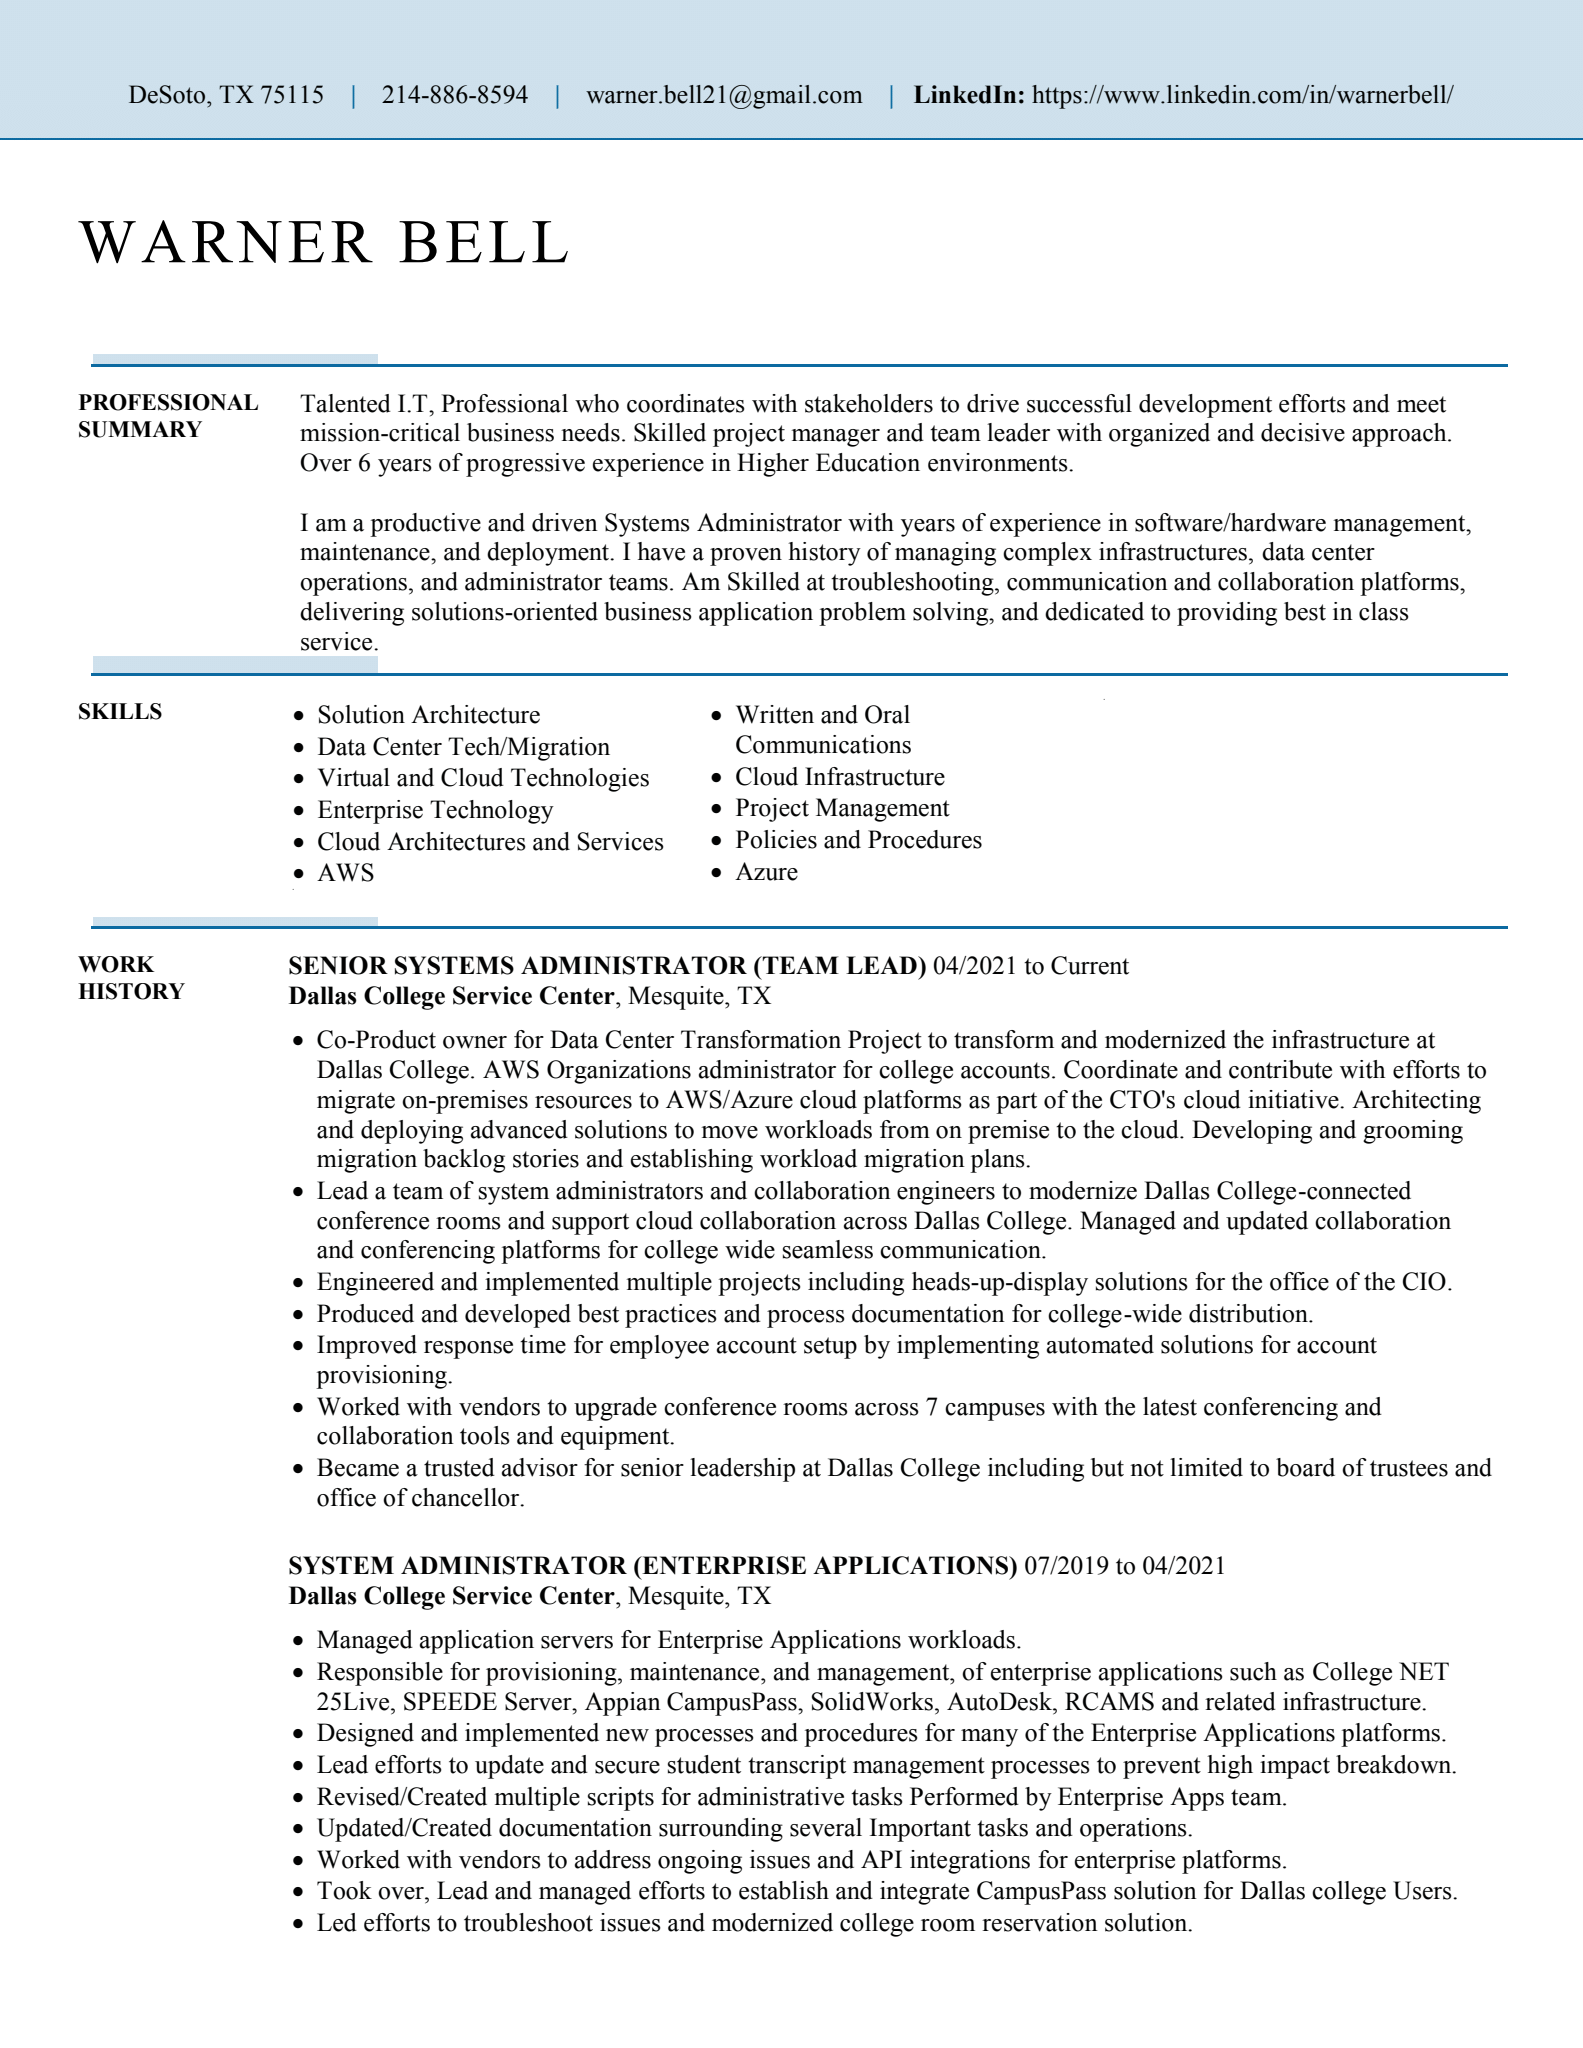 DeSoto, TX 75115 | 214-886-8594 | warner.bell21@gmail.com | LinkedIn: https://www.linkedin.com/in/warnerbell/
WARNER BELL
PROFESSIONAL
SUMMARY
Talented I.T, Professional who coordinates with stakeholders to drive successful development efforts and meet
mission-critical business needs. Skilled project manager and team leader with organized and decisive approach.
Over 6 years of progressive experience in Higher Education environments.
I am a productive and driven Systems Administrator with years of experience in software/hardware management,
maintenance, and deployment. I have a proven history of managing complex infrastructures, data center
operations, and administrator teams. Am Skilled at troubleshooting, communication and collaboration platforms,
delivering solutions-oriented business application problem solving, and dedicated to providing best in class
service.
SKILLS
• Solution Architecture
• Data Center Tech/Migration
• Virtual and Cloud Technologies
• Enterprise Technology
• Cloud Architectures and Services
• AWS
• Written and Oral
Communications
• Cloud Infrastructure
• Project Management
• Policies and Procedures
• Azure
WORK
HISTORY
SENIOR SYSTEMS ADMINISTRATOR (TEAM LEAD) 04/2021 to Current
Dallas College Service Center, Mesquite, TX
• Co-Product owner for Data Center Transformation Project to transform and modernized the infrastructure at
Dallas College. AWS Organizations administrator for college accounts. Coordinate and contribute with efforts to
migrate on-premises resources to AWS/Azure cloud platforms as part of the CTO's cloud initiative. Architecting
and deploying advanced solutions to move workloads from on premise to the cloud. Developing and grooming
migration backlog stories and establishing workload migration plans.
• Lead a team of system administrators and collaboration engineers to modernize Dallas College-connected
conference rooms and support cloud collaboration across Dallas College. Managed and updated collaboration
and conferencing platforms for college wide seamless communication.
• Engineered and implemented multiple projects including heads-up-display solutions for the office of the CIO.
• Produced and developed best practices and process documentation for college-wide distribution.
• Improved response time for employee account setup by implementing automated solutions for account
provisioning.
• Worked with vendors to upgrade conference rooms across 7 campuses with the latest conferencing and
collaboration tools and equipment.
• Became a trusted advisor for senior leadership at Dallas College including but not limited to board of trustees and
office of chancellor.
SYSTEM ADMINISTRATOR (ENTERPRISE APPLICATIONS) 07/2019 to 04/2021
Dallas College Service Center, Mesquite, TX
• Managed application servers for Enterprise Applications workloads.
• Responsible for provisioning, maintenance, and management, of enterprise applications such as College NET
25Live, SPEEDE Server, Appian CampusPass, SolidWorks, AutoDesk, RCAMS and related infrastructure.
• Designed and implemented new processes and procedures for many of the Enterprise Applications platforms.
• Lead efforts to update and secure student transcript management processes to prevent high impact breakdown.
• Revised/Created multiple scripts for administrative tasks Performed by Enterprise Apps team.
• Updated/Created documentation surrounding several Important tasks and operations.
• Worked with vendors to address ongoing issues and API integrations for enterprise platforms.
• Took over, Lead and managed efforts to establish and integrate CampusPass solution for Dallas college Users.
• Led efforts to troubleshoot issues and modernized college room reservation solution.